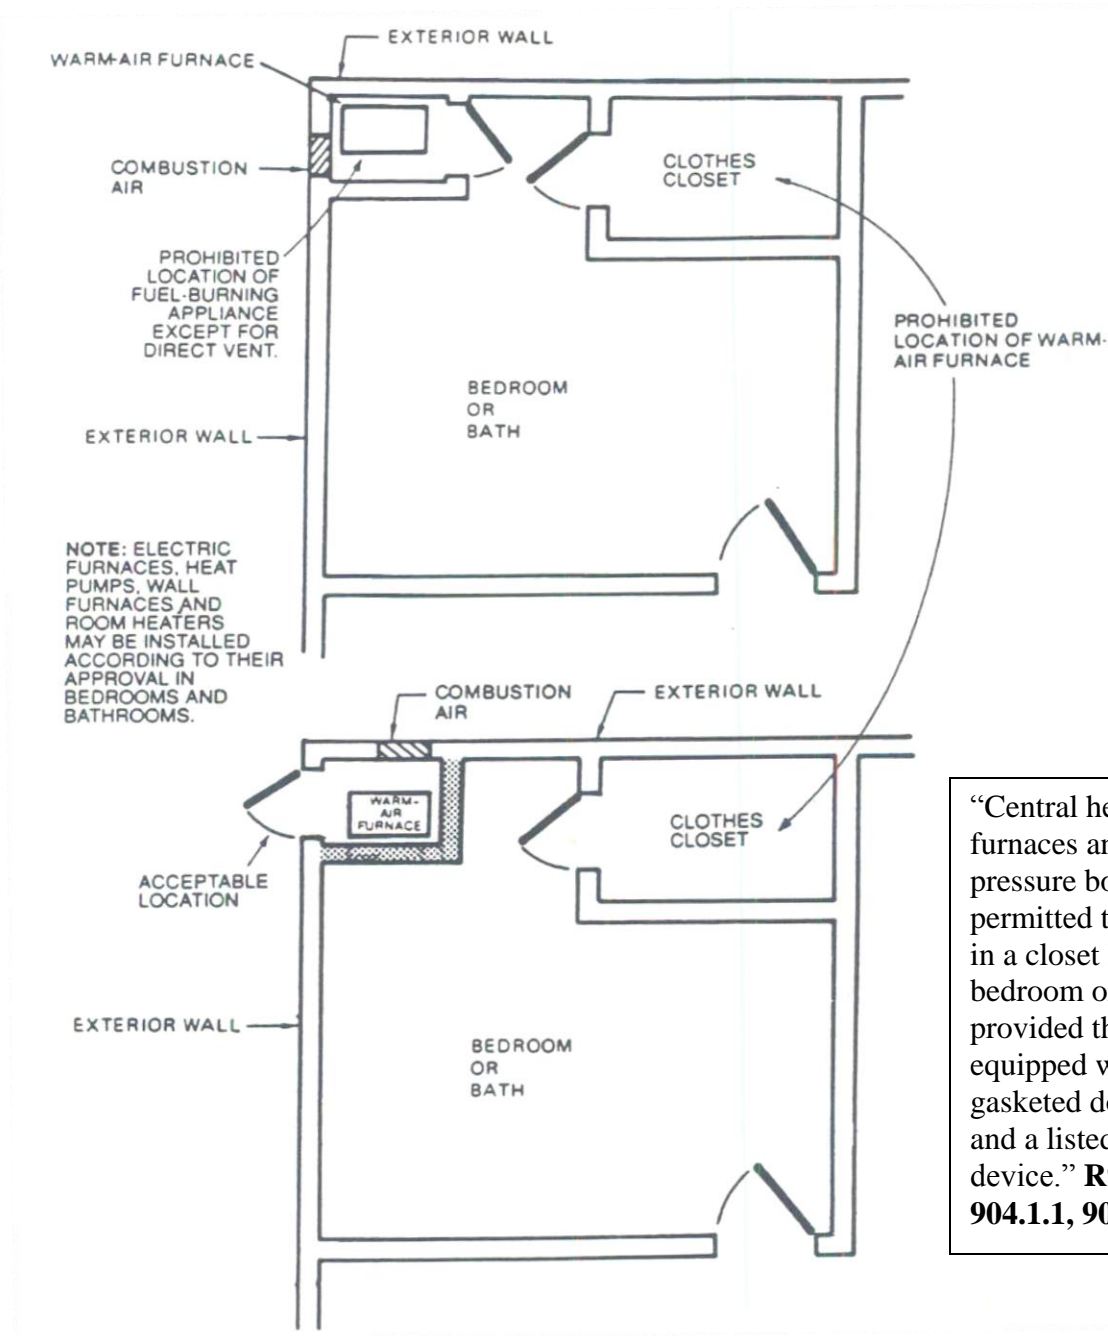 EXTERIOR WALL
WARM-AIR FURNACE
COMBUSTION
AIR
CLOTHES
CLOSET
PROHIBITED
LOCATION OF
FUEL-BURNING
APPLIANCE
EXCEPT FOR
DIRECT VENT.
PROHIBITED
LOCATION OF WARM-
AIR FURNACE
BEDROOM
OR
BATH
EXTERIOR WALL
NOTE: ELECTRIC
FURNACES, HEAT
PUMPS, WALL
FURNACES AND
ROOM HEATERS
MAY BE INSTALLED
ACCORDING TO THEIR
APPROVAL IN
BEDROOMS AND
BATHROOMS.
COMBUSTION
AIR
EXTERIOR WALL
WARM-
AIR
FURNACE
CLOTHES
CLOSET
ACCEPTABLE
LOCATION
EXTERIOR WALL
BEDROOM
OR
BATH
“Central he
furnaces an
pressure bo
permitted t
in a closet
bedroom o
provided th
equipped w
gasketed d
and a listed
device.” R
904.1.1, 90